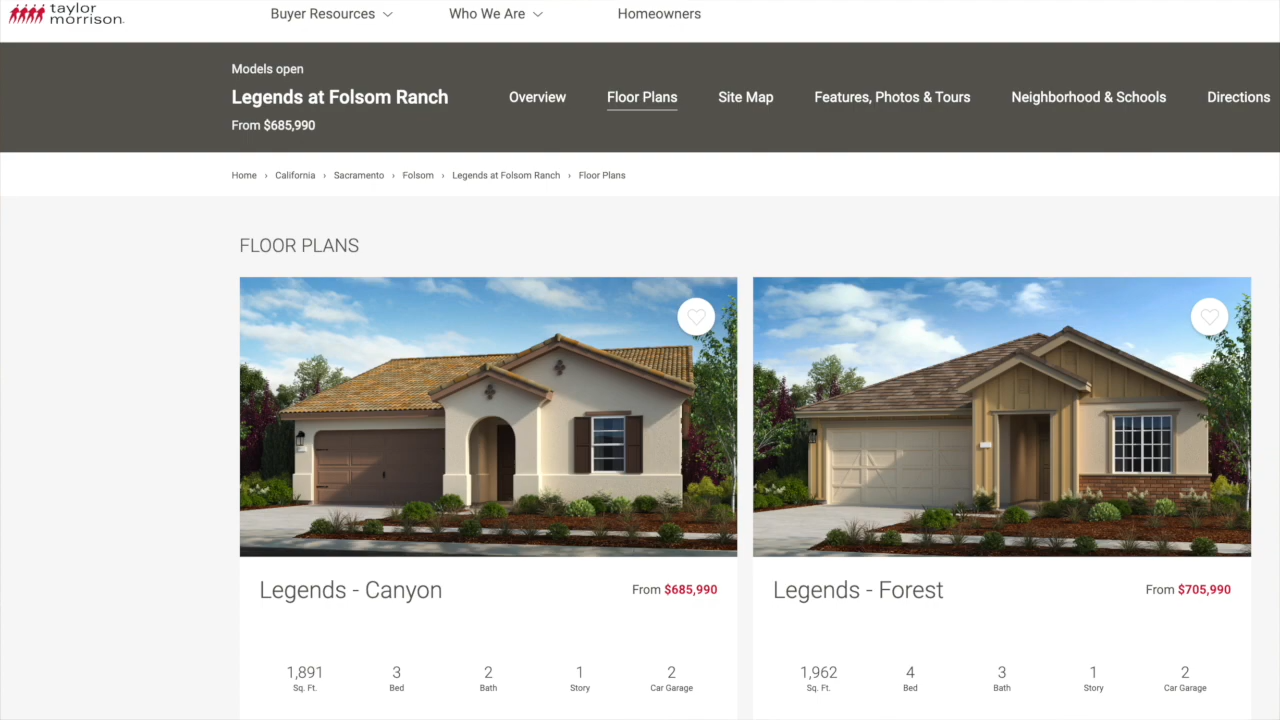 taylor
morrison.
Buyer Resources
Who We Are
Homeowners
Models open
Legends at Folsom Ranch
From $685,990
Overview
Floor Plans
Site Map
Features, Photos & Tours
Neighborhood & Schools
Directions
Home › California › Sacramento › Folsom › Legends at Folsom Ranch › Floor Plans
FLOOR PLANS
Legends - Canyon
From $685,990
1,891 3 2 1 2
Sq. Ft. Bed Bath Story Car Garage
Legends - Forest
From $705,990
1,962 4 3 1 2
Sq. Ft. Bed Bath Story Car Garage